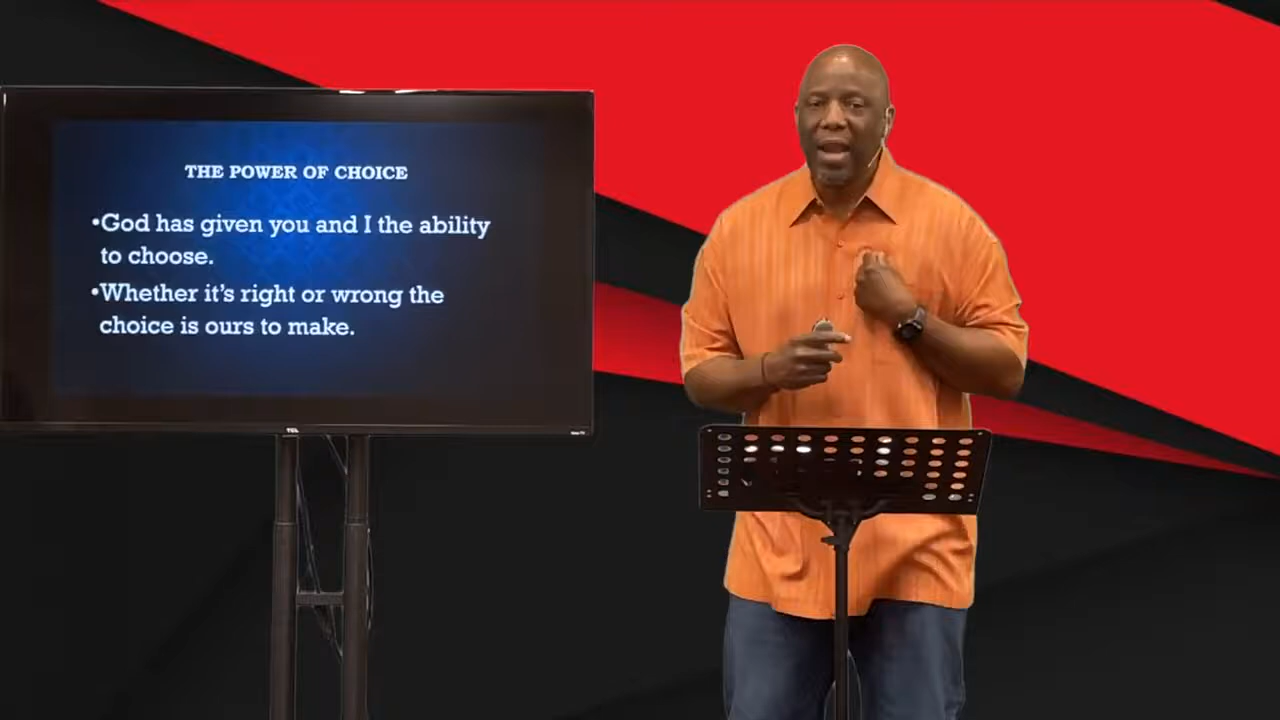 THE POWER OF CHOICE
•God has given you and I the ability
to choose.
•Whether it's right or wrong the
choice is ours to make.
TCL